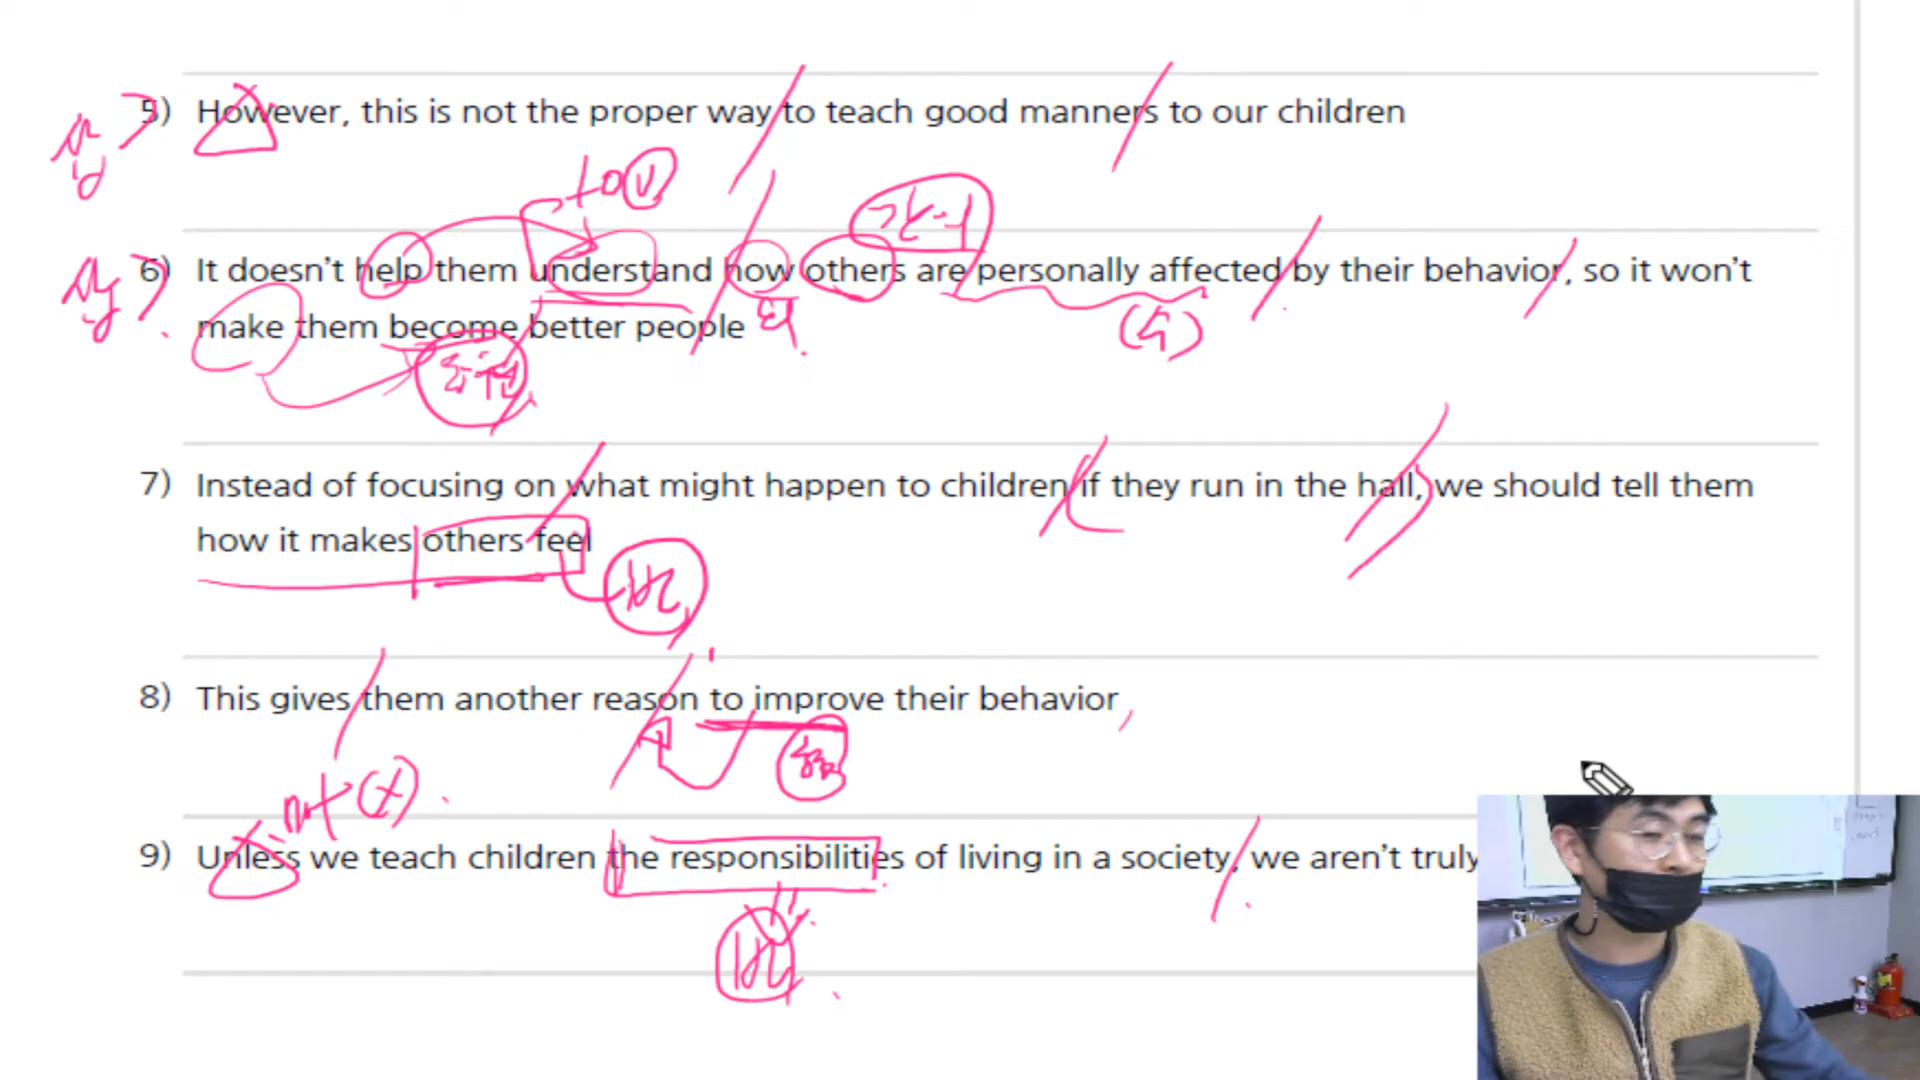 5) However, this is not the proper way to teach good manners to our children
to v
6) It doesn't help them understand how others are personally affected by their behavior, so it won't
make them become better people
(수)
7) Instead of focusing on what might happen to children if they run in the hall, we should tell them
how it makes others feel
8) This gives them another reason to improve their behavior
not (x)
9) Unless we teach children the responsibilities of living in a society, we aren't truly